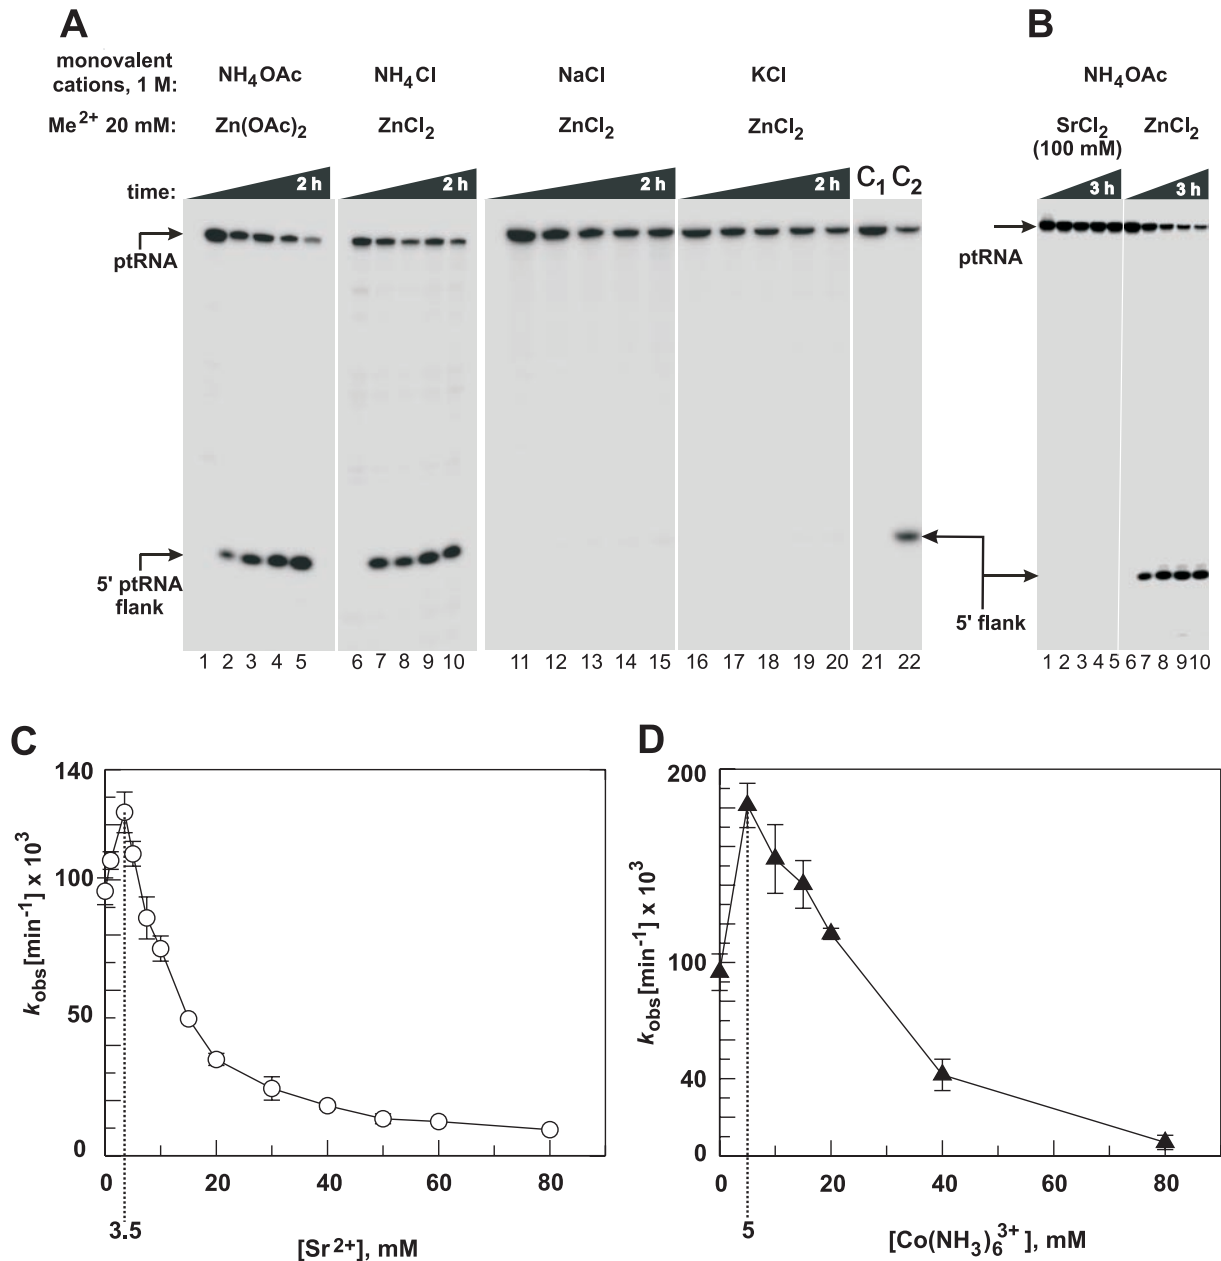 A
B
monovalent
cations, 1 M:
NH4OAc
NH4Cl
NaCl
KCl
NH4OAc
Me2+ 20 mM:
Zn(OAc)2
ZnCl2
ZnCl2
ZnCl2
SrCl2
(100 mM)
ZnCl2
time:
2 h
2 h
2 h
2 h
C1 C2
3 h
3 h
ptRNA
ptRNA
5' ptRNA
flank
5' flank
1 2 3 4 5
6 7 8 9 10
11 12 13 14 15
16 17 18 19 20
21 22
1 2 3 4 5 6 7 8 9 10
C
140
100
50
0
kobs[min-1] x 103
0 20 40 60 80
3.5
[Sr2+], mM
D
200
100
40
0
kobs[min-1] x 103
0 20 40 60 80
5
[Co(NH3)63+], mM